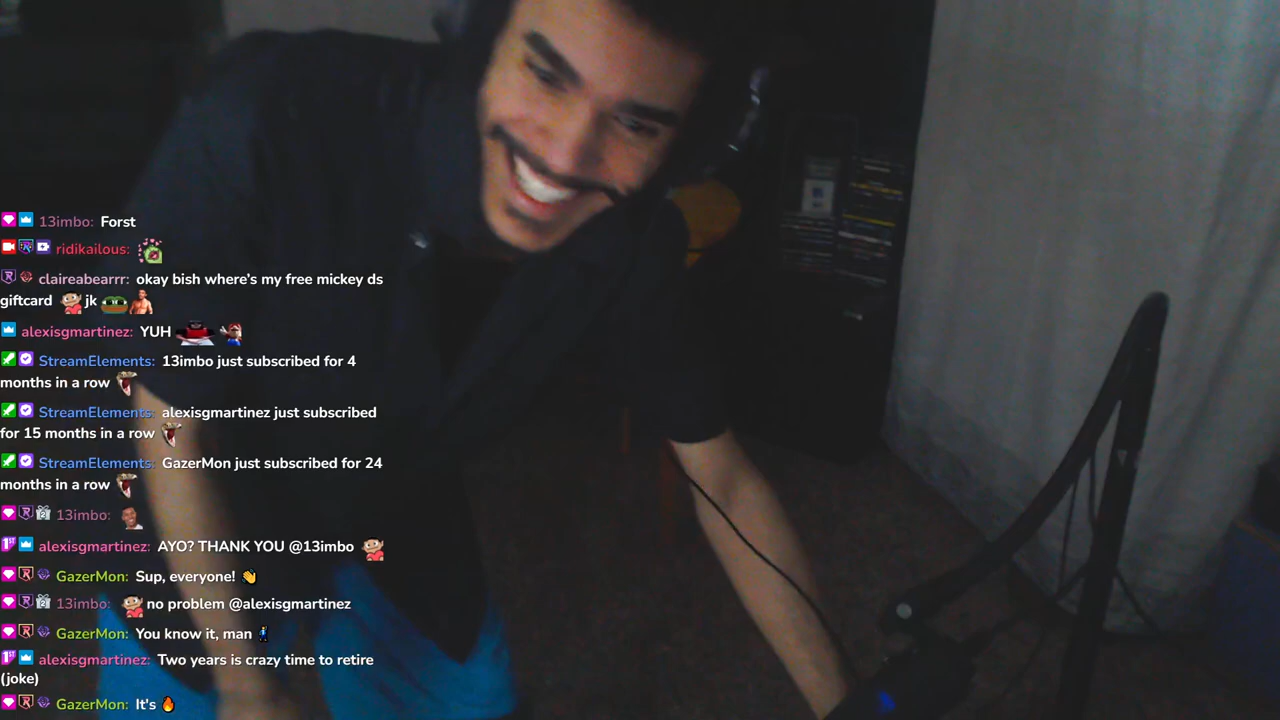 13imbo: Forst
ridikailous:
claireabearrr: okay bish where's my free mickey ds
giftcard jk
alexisgmartinez: YUH
StreamElements: 13imbo just subscribed for 4
months in a row
StreamElements: alexisgmartinez just subscribed
for 15 months in a row
StreamElements: GazerMon just subscribed for 24
months in a row
13imbo:
alexisgmartinez: AYO? THANK YOU @13imbo
GazerMon: Sup, everyone! 👋
13imbo: no problem @alexisgmartinez
GazerMon: You know it, man
alexisgmartinez: Two years is crazy time to retire
(joke)
GazerMon: It's 🔥